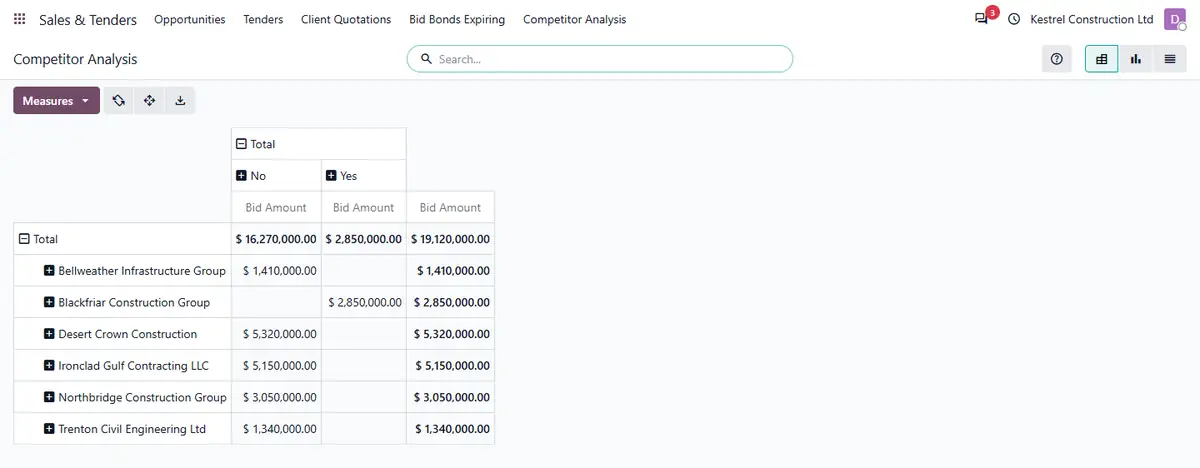 Sales & Tenders Opportunities Tenders Client Quotations Bid Bonds Expiring Competitor Analysis 3 Kestrel Construction Ltd D
Competitor Analysis Search...
Measures
Total
No Yes
Bid Amount Bid Amount Bid Amount
Total $ 16,270,000.00 $ 2,850,000.00 $ 19,120,000.00
Bellweather Infrastructure Group $ 1,410,000.00 $ 1,410,000.00
Blackfriar Construction Group $ 2,850,000.00 $ 2,850,000.00
Desert Crown Construction $ 5,320,000.00 $ 5,320,000.00
Ironclad Gulf Contracting LLC $ 5,150,000.00 $ 5,150,000.00
Northbridge Construction Group $ 3,050,000.00 $ 3,050,000.00
Trenton Civil Engineering Ltd $ 1,340,000.00 $ 1,340,000.00